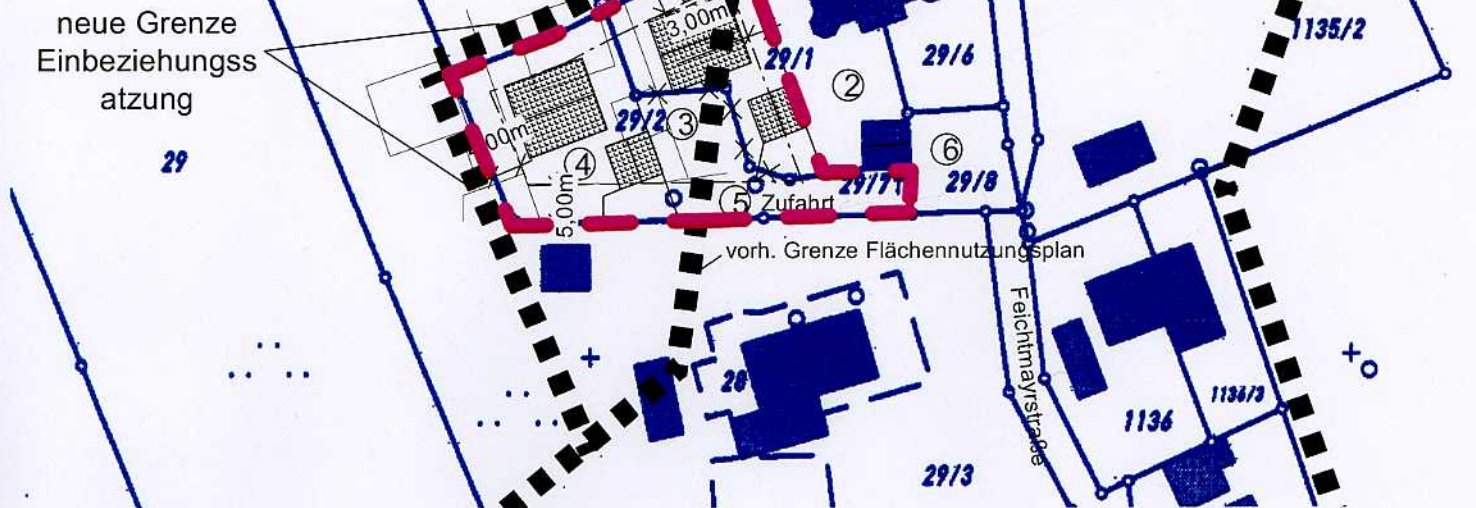 neue Grenze
Einbeziehungss
atzung
3,00m
1135/2
29/1
29/6
2
29/2
3
00m
29
4
6
29/7
29/8
5
Zufahrt
5,00m
vorh. Grenze Flächennutzungsplan
Feichtmayrstraße
28
1136
1136/3
29/3